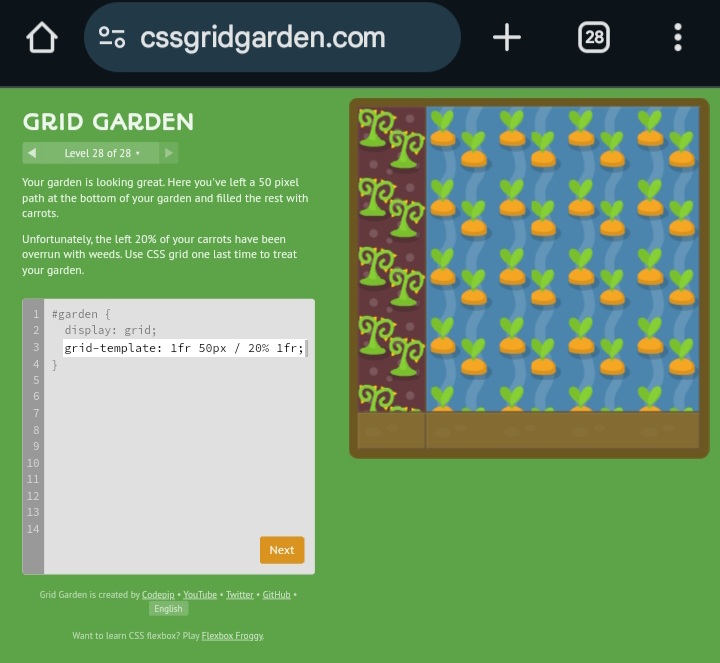 cssgridgarden.com
28
GRID GARDEN
Level 28 of 28
Your garden is looking great. Here you've left a 50 pixel
path at the bottom of your garden and filled the rest with
carrots.
Unfortunately, the left 20% of your carrots have been
overrun with weeds. Use CSS grid one last time to treat
your garden.
1 #garden {
2 display: grid;
3 grid-template: 1fr 50px / 20% 1fr;
4 }
5
6
7
8
9
10
11
12
13
14
Next
Grid Garden is created by Codepip • YouTube • Twitter • GitHub •
English
Want to learn CSS flexbox? Play Flexbox Froggy.